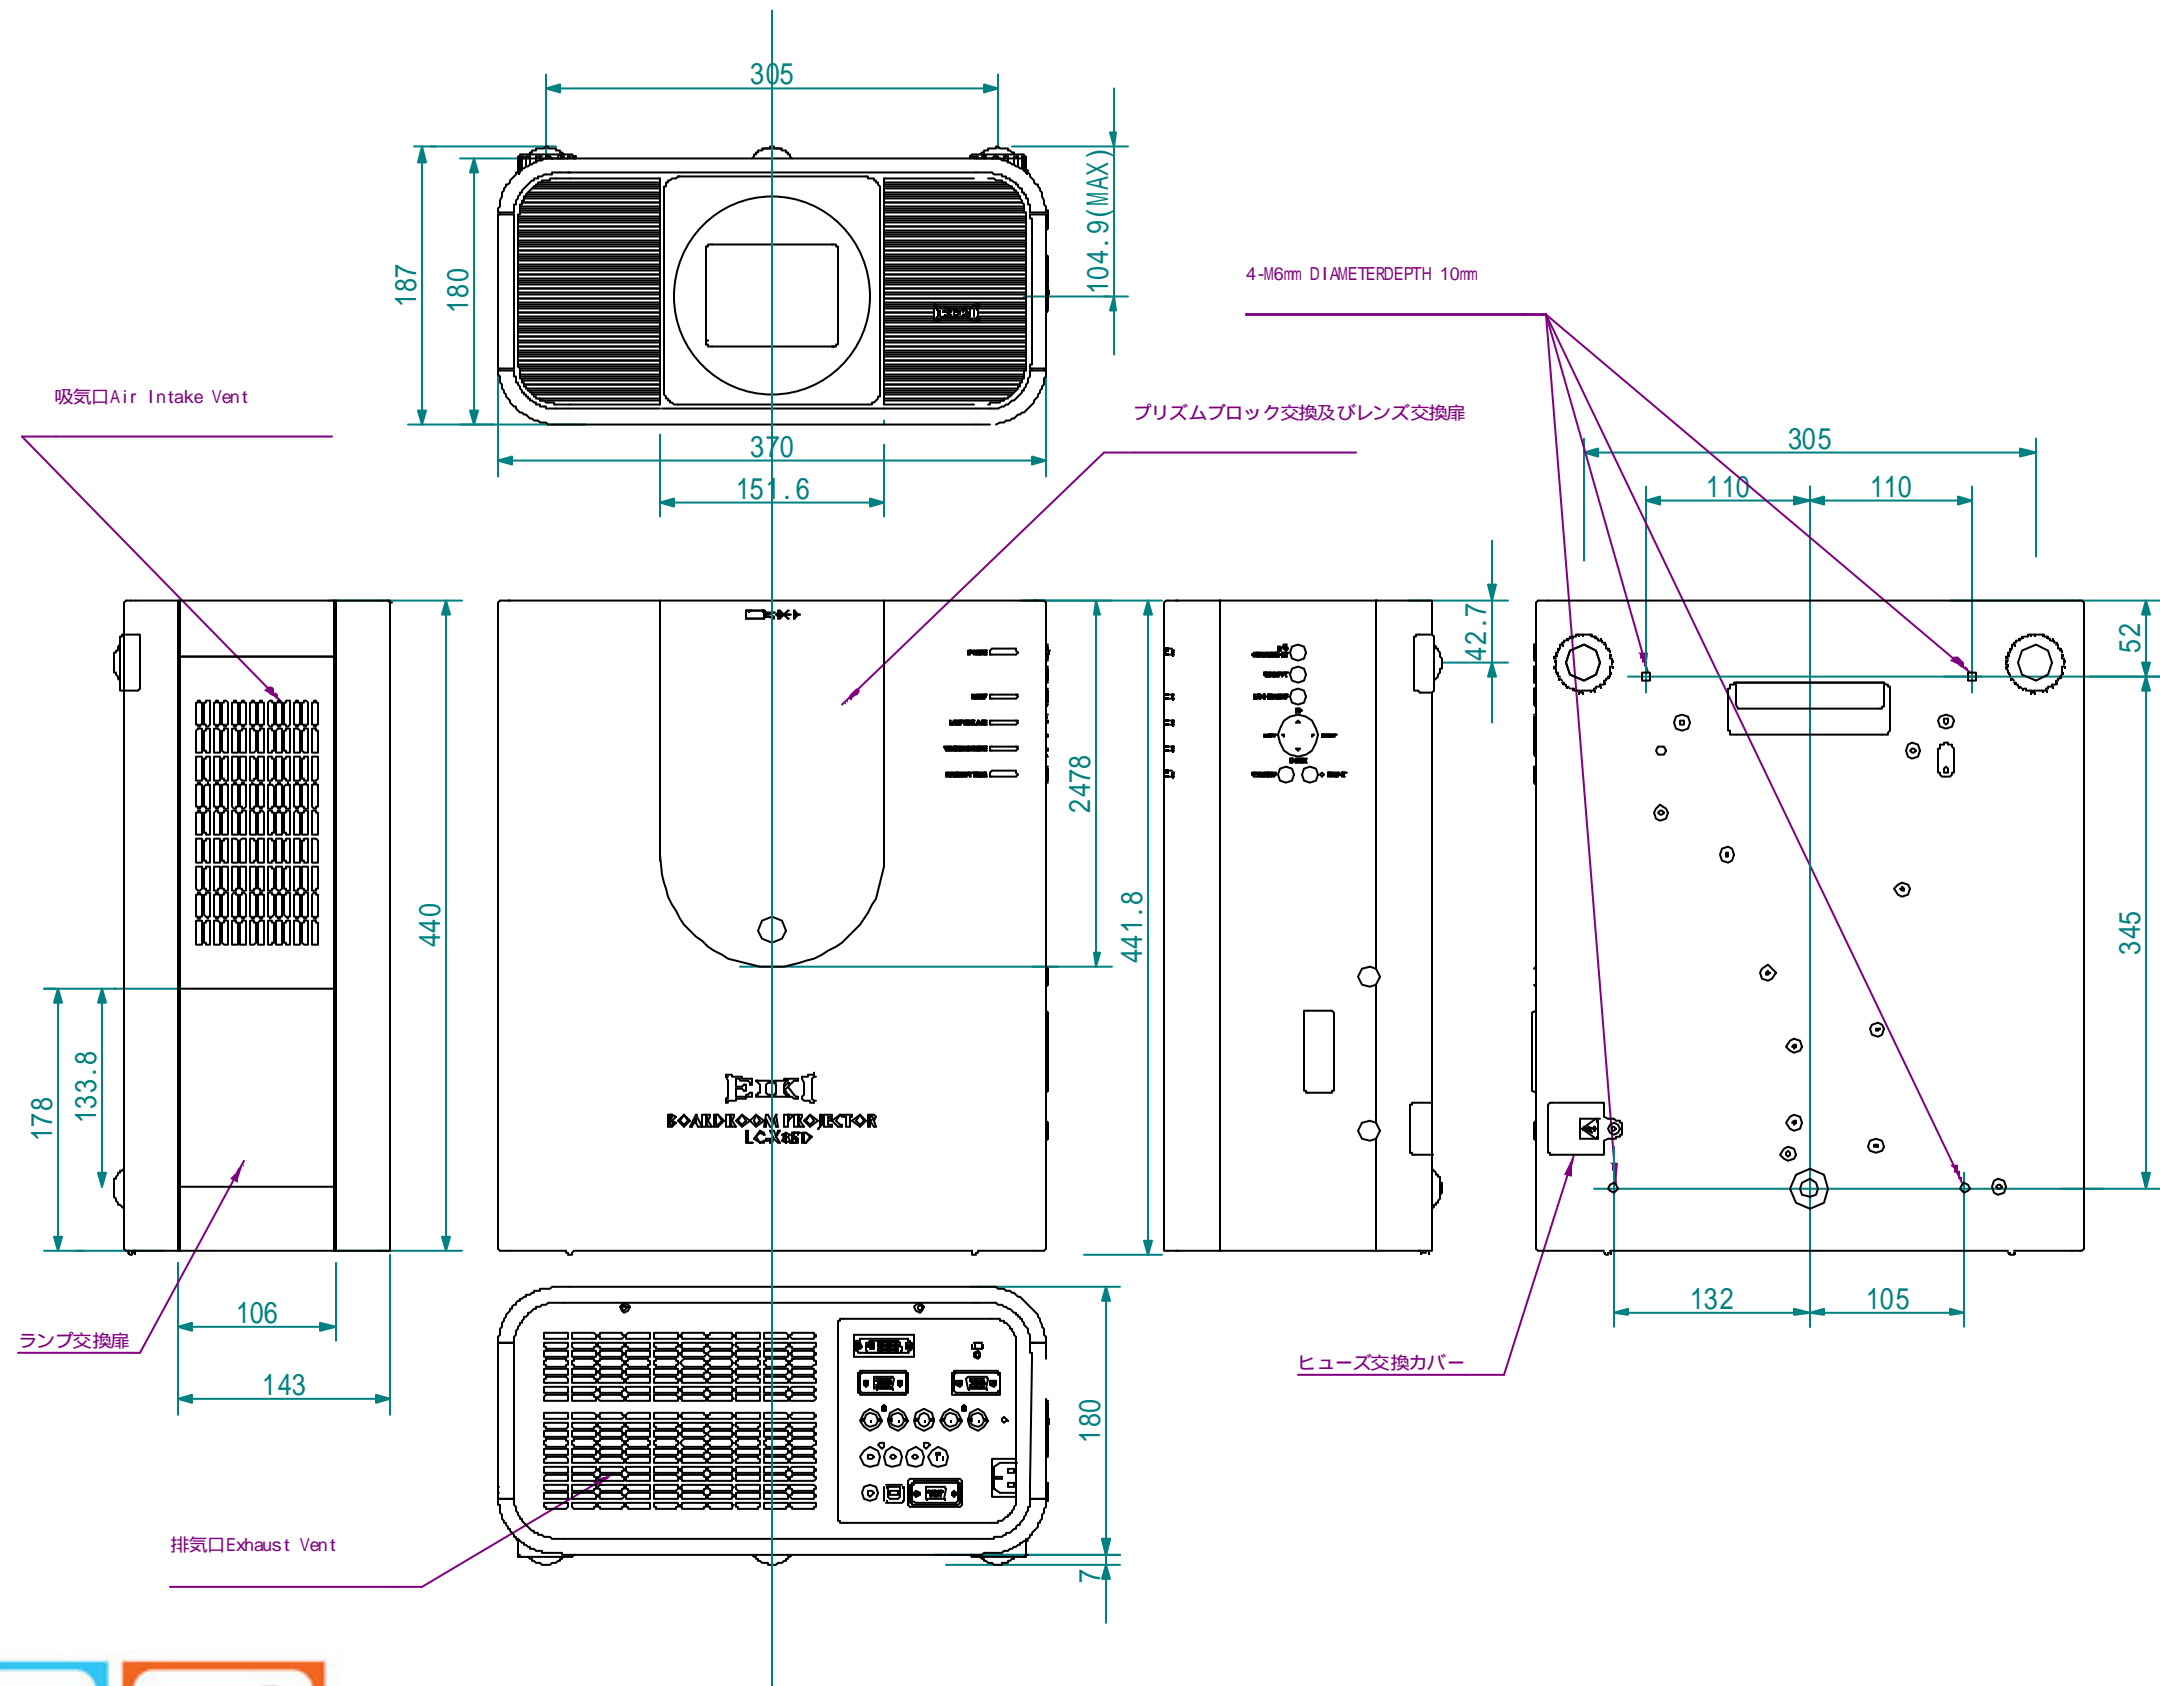 305
104.9(MAX)
187
180
4-M6mm DIAMETERDEPTH 10mm
吸気口Air Intake Vent
プリズムブロック交換及びレンズ交換扉
370
151.6
305
110
110
42.7
52
2478
440
441.8
345
133.8
178
EIKI
BOARDROOM PROJECTOR
LC-X85D
106
143
ランプ交換扉
132
105
ヒューズ交換カバー
180
排気口Exhaust Vent
7